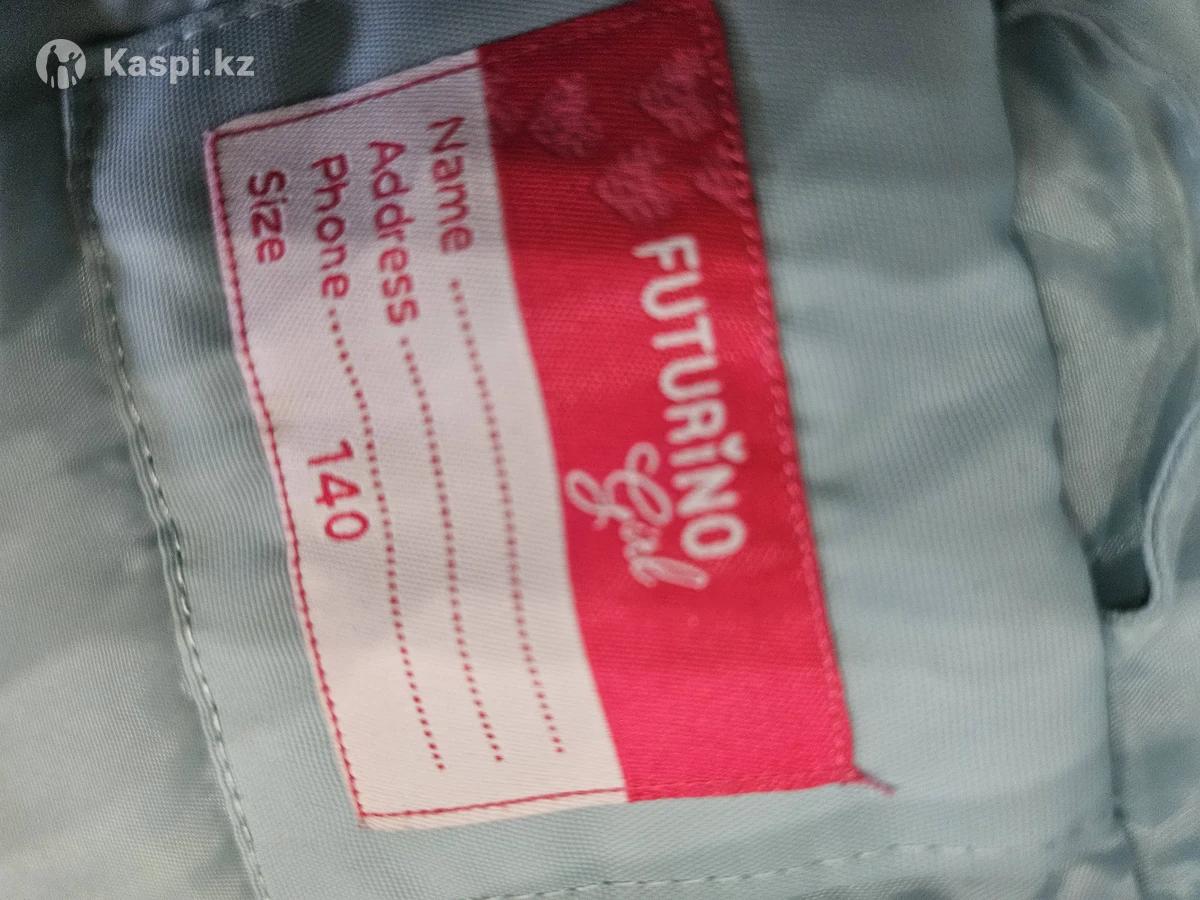 Kaspi.kz
FUTURINO
Girl
Name ................................
Address ................................
Phone ................................
Size 140